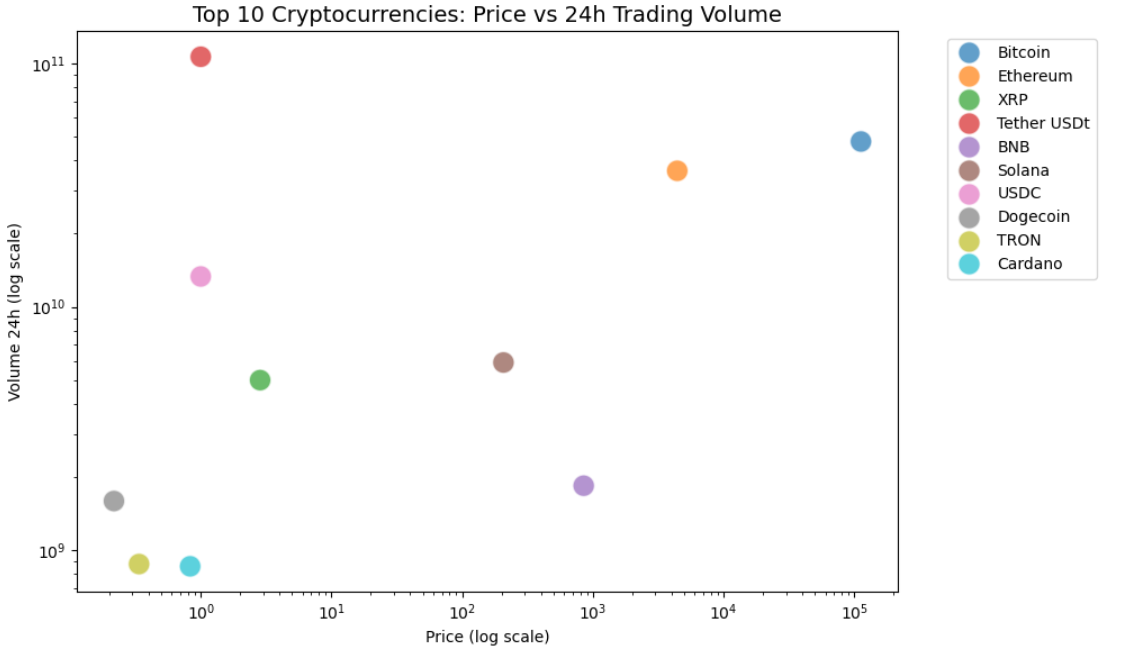 Top 10 Cryptocurrencies: Price vs 24h Trading Volume
Volume 24h (log scale)
10¹¹
10¹⁰
10⁹
10⁰ 10¹ 10² 10³ 10⁴ 10⁵
Price (log scale)
Bitcoin
Ethereum
XRP
Tether USDt
BNB
Solana
USDC
Dogecoin
TRON
Cardano